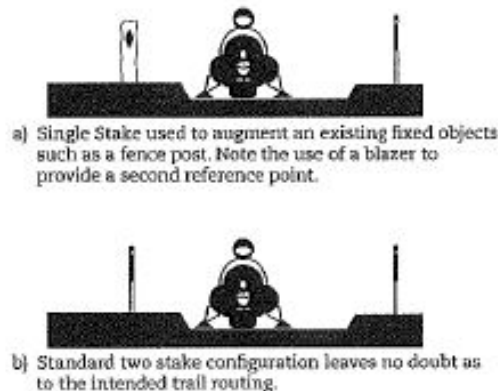 a) Single Stake used to augment an existing fixed objects
such as a fence post. Note the use of a blazer to
provide a second reference point.
b) Standard two stake configuration leaves no doubt as
to the intended trail routing.